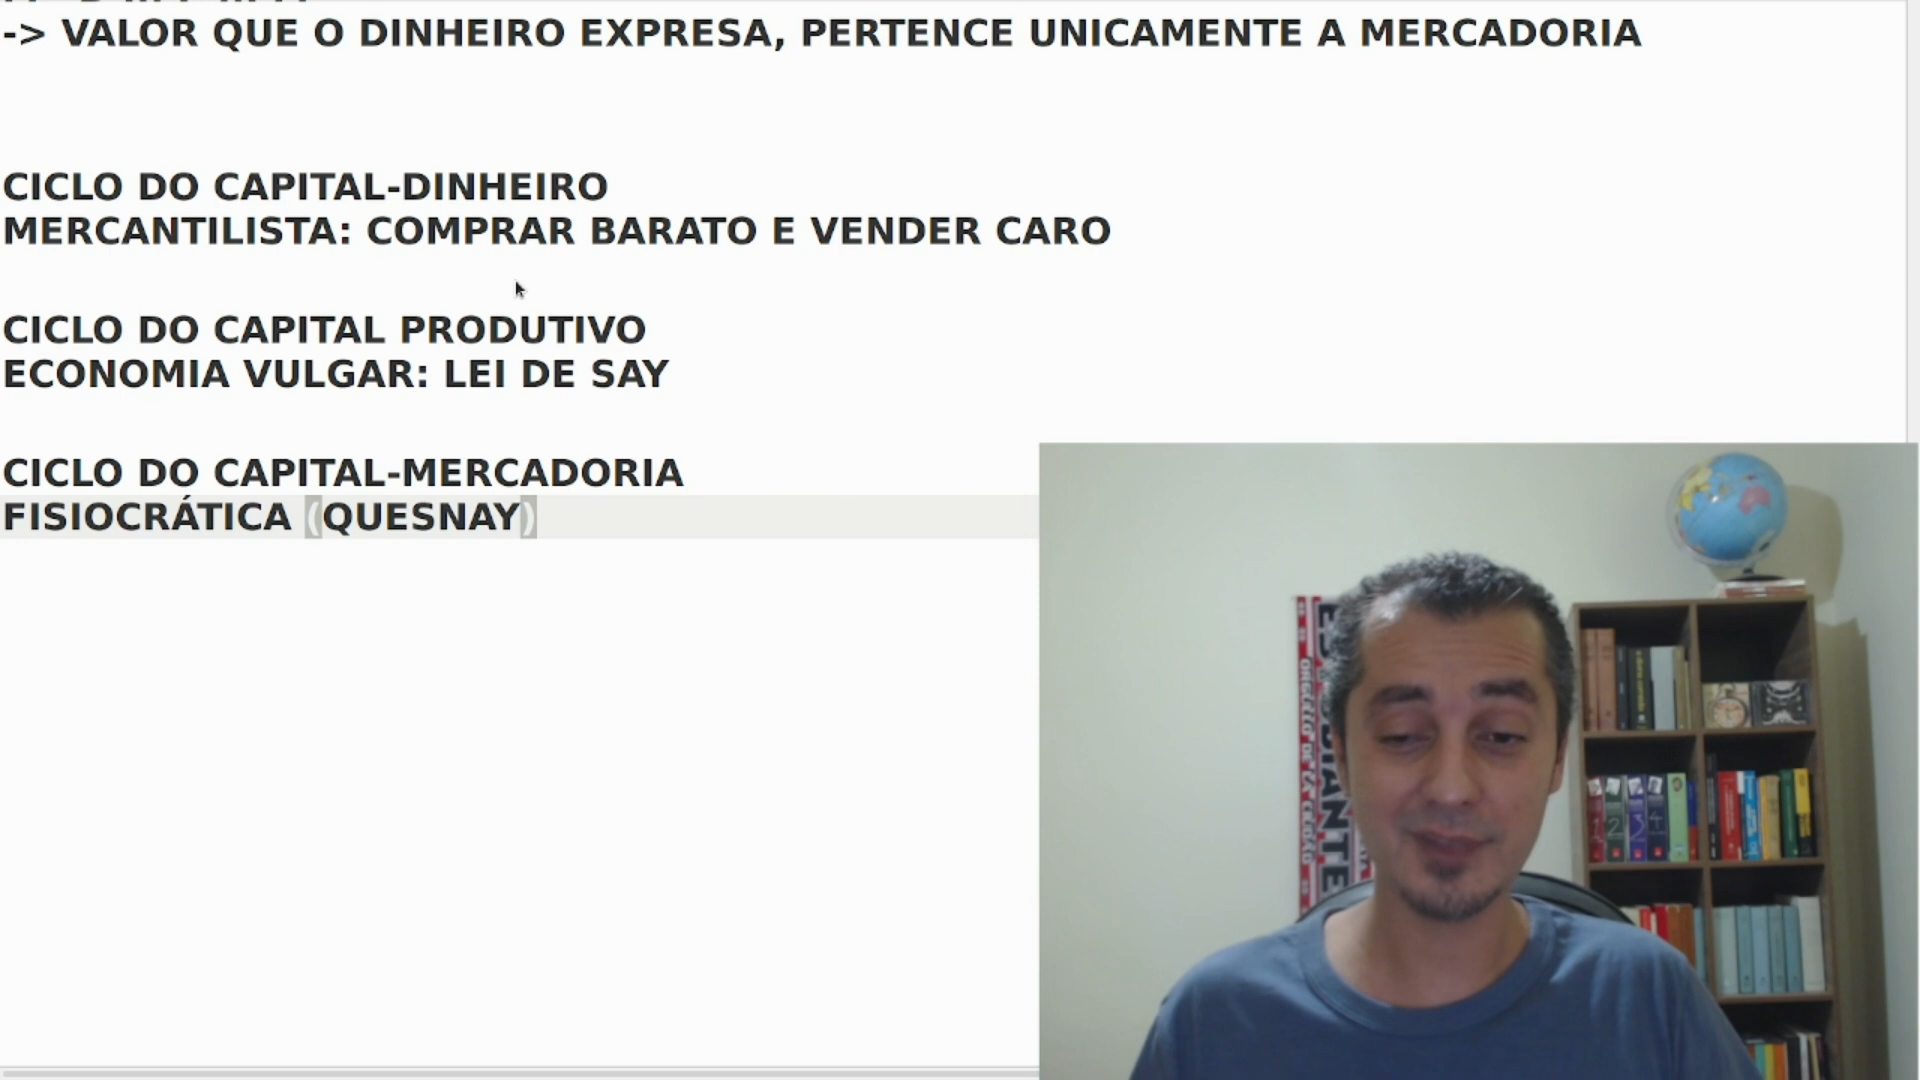 -> VALOR QUE O DINHEIRO EXPRESA, PERTENCE UNICAMENTE A MERCADORIA
CICLO DO CAPITAL-DINHEIRO
MERCANTILISTA: COMPRAR BARATO E VENDER CARO
CICLO DO CAPITAL PRODUTIVO
ECONOMIA VULGAR: LEI DE SAY
CICLO DO CAPITAL-MERCADORIA
FISIOCRÁTICA (QUESNAY)